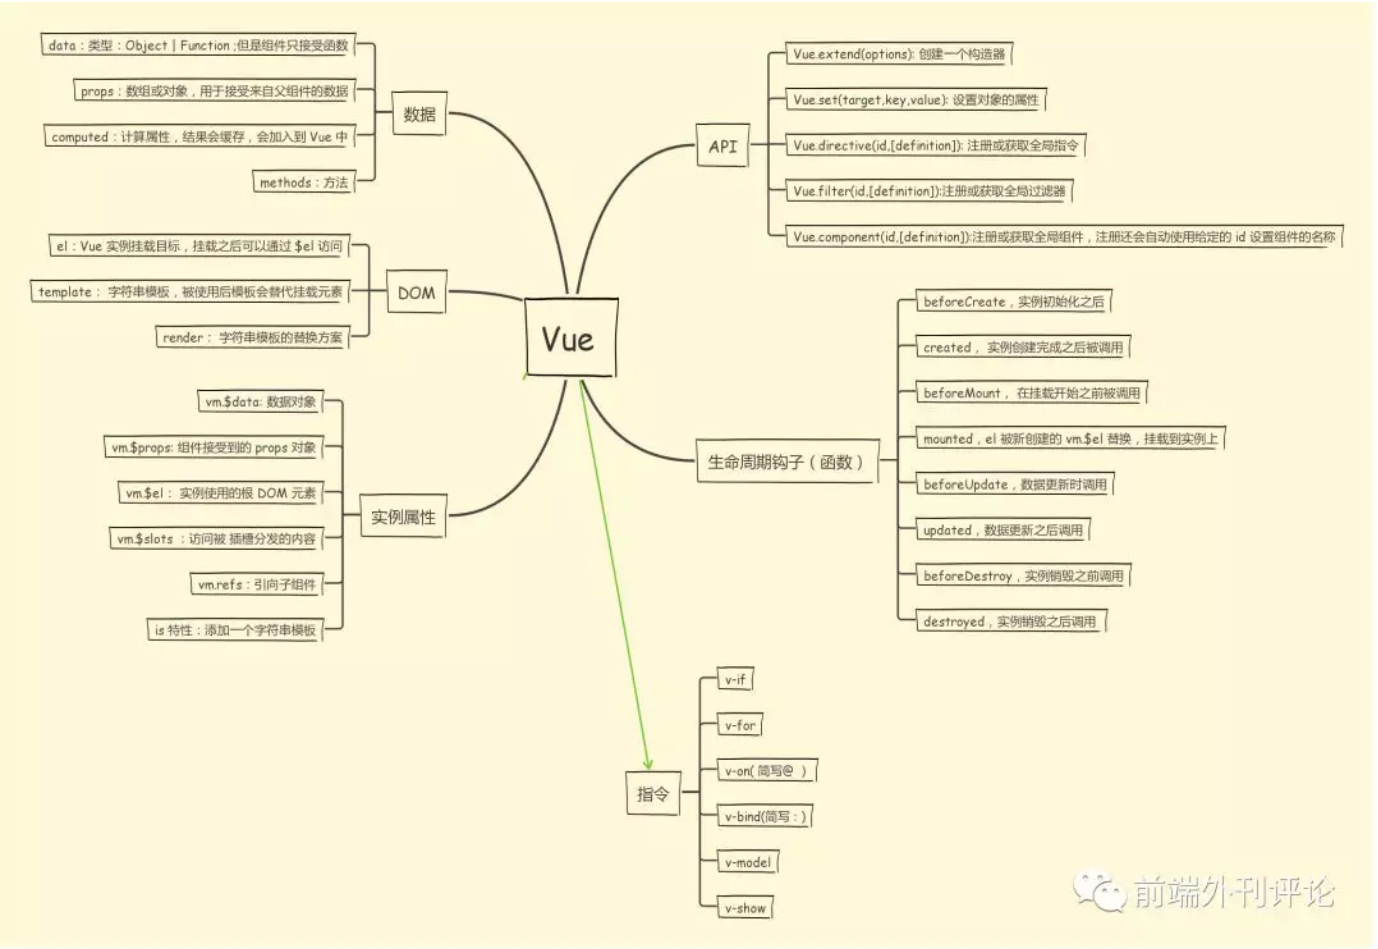 Vue
数据
data：类型：Object | Function ;但是组件只接受函数
props：数组或对象，用于接受来自父组件的数据
computed：计算属性，结果会缓存，会加入到 Vue 中
methods：方法
DOM
el：Vue 实例挂载目标，挂载之后可以通过 $el 访问
template： 字符串模板，被使用后模板会替代挂载元素
render： 字符串模板的替换方案
实例属性
vm.$data: 数据对象
vm.$props: 组件接受到的 props 对象
vm.$el： 实例使用的根 DOM 元素
vm.$slots ：访问被 插槽分发的内容
vm.refs：引向子组件
is 特性：添加一个字符串模板
API
Vue.extend(options): 创建一个构造器
Vue.set(target,key,value): 设置对象的属性
Vue.directive(id,[definition]): 注册或获取全局指令
Vue.filter(id,[definition]):注册或获取全局过滤器
Vue.component(id,[definition]):注册或获取全局组件，注册还会自动使用给定的 id 设置组件的名称
生命周期钩子（函数）
beforeCreate，实例初始化之后
created， 实例创建完成之后被调用
beforeMount， 在挂载开始之前被调用
mounted，el 被新创建的 vm.$el 替换，挂载到实例上
beforeUpdate，数据更新时调用
updated，数据更新之后调用
beforeDestroy，实例销毁之前调用
destroyed，实例销毁之后调用
指令
v-if
v-for
v-on( 简写@ ）
v-bind(简写：)
v-model
v-show
前端外刊评论